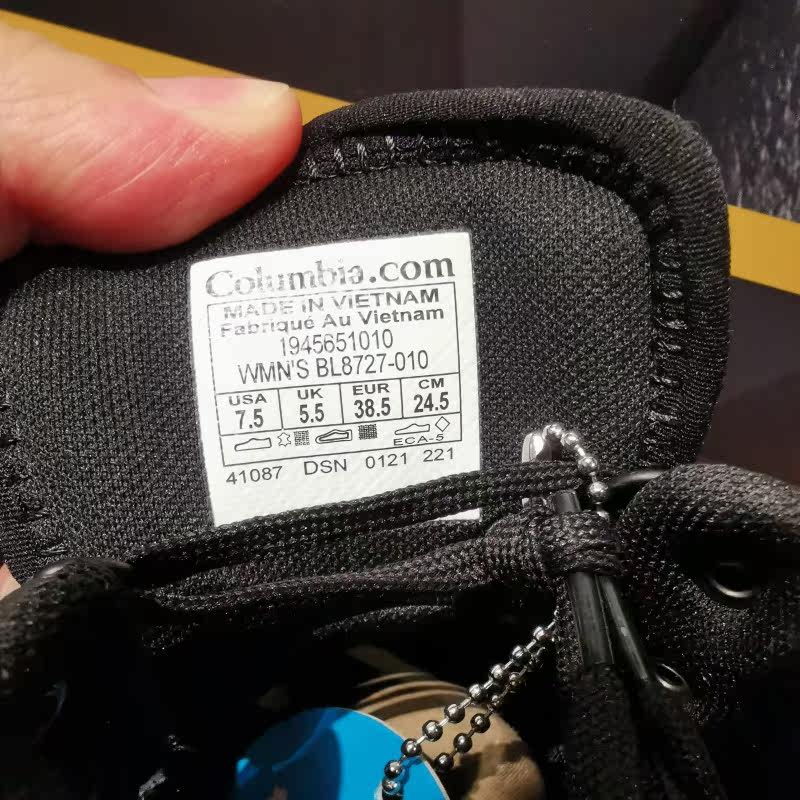 Columbia.com
MADE IN VIETNAM
Fabriqué Au Vietnam
1945651010
WMN'S BL8727-010
USA UK EUR CM
7.5 5.5 38.5 24.5
ECA-5
41087 DSN 0121 221